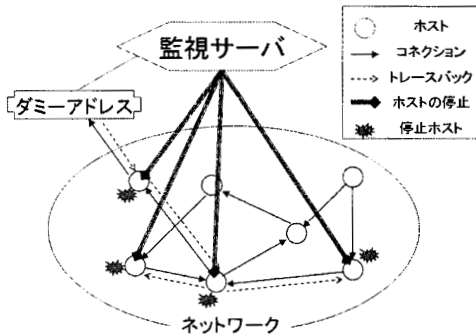 監視サーバ
ダミーアドレス
ホスト
コネクション
トレースバック
ホストの停止
停止ホスト
ネットワーク